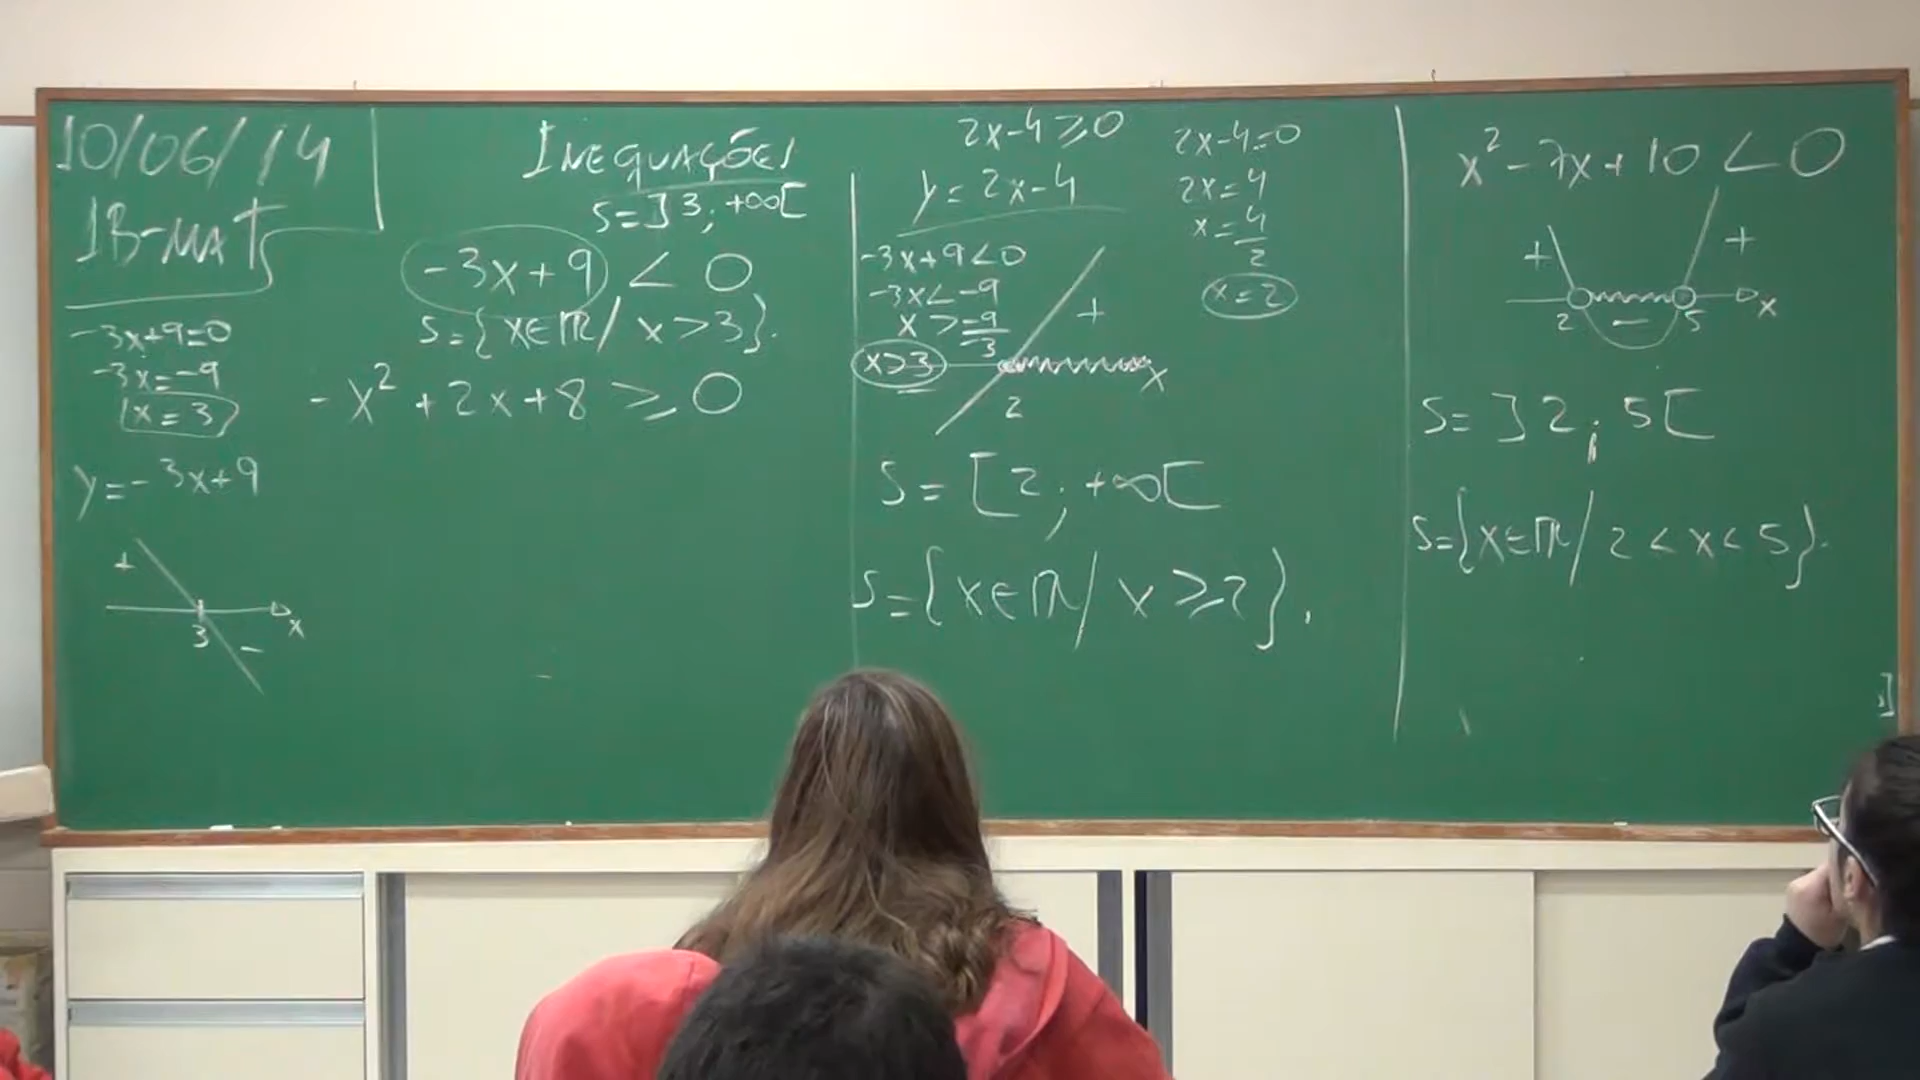 10/06/14
1B-MAT
-3x+9=0
-3x=-9
x=3
y=-3x+9
+
3
x
-
INEQUAÇÕES
S=]3;+∞[
-3x+9 < 0
S={x∈ℝ/ x>3}.
-x²+2x+8 ⩾ 0
2x-4⩾0
y=2x-4
-3x+9<0
-3x<-9
x>-9/-3
x>3
+
x
2
2x-4=0
2x=4
x=4/2
x=2
S=[2;+∞[
S={x∈ℝ/ x⩾2}.
x²-7x+10<0
+ +
2 - 5 x
S=]2;5[
S={x∈ℝ/ 2<x<5}.